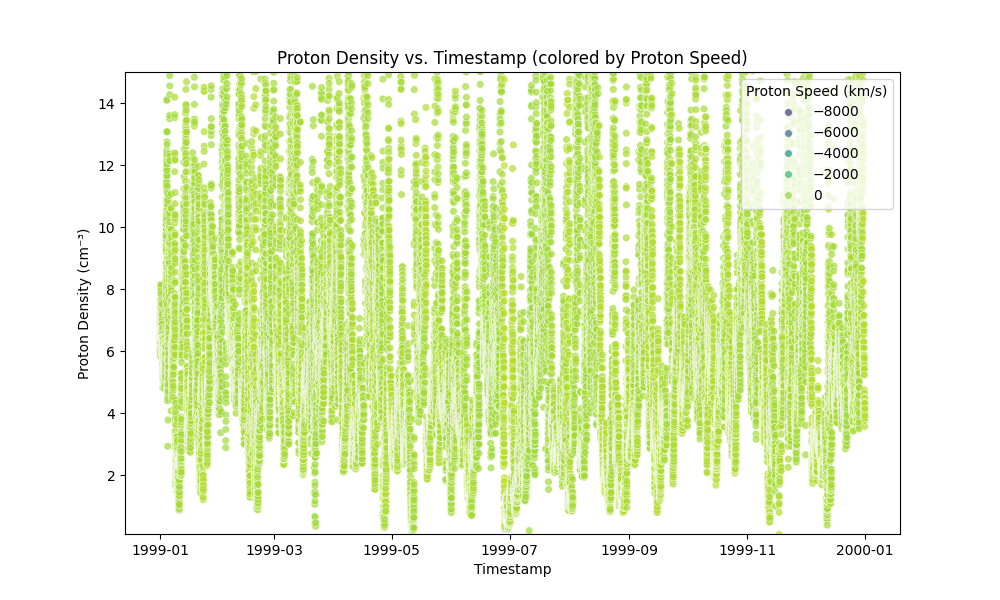 Proton Density vs. Timestamp (colored by Proton Speed)
Proton Speed (km/s)
−8000
−6000
−4000
−2000
0
14
12
10
8
6
4
2
Proton Density (cm⁻³)
1999-01 1999-03 1999-05 1999-07 1999-09 1999-11 2000-01
Timestamp